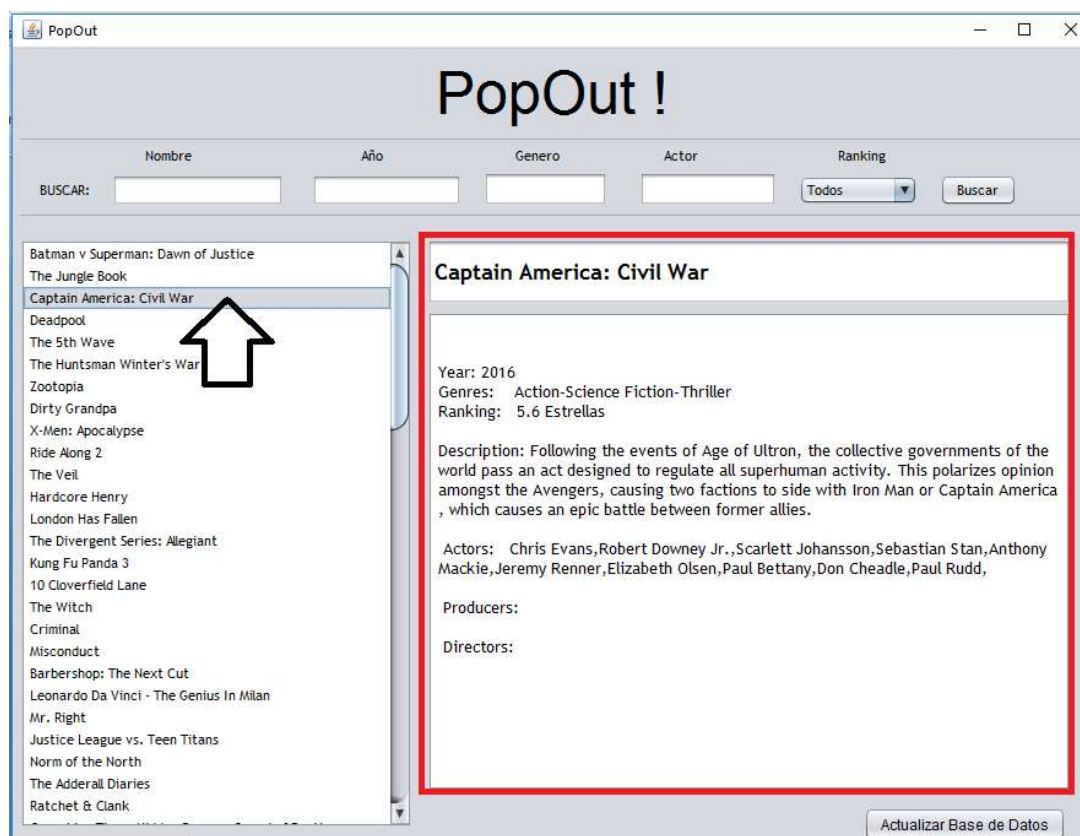 PopOut
PopOut !
Nombre Año Genero Actor Ranking
BUSCAR: Todos Buscar
Batman v Superman: Dawn of Justice
The Jungle Book
Captain America: Civil War
Deadpool
The 5th Wave
The Huntsman Winter's War
Zootopia
Dirty Grandpa
X-Men: Apocalypse
Ride Along 2
The Veil
Hardcore Henry
London Has Fallen
The Divergent Series: Allegiant
Kung Fu Panda 3
10 Cloverfield Lane
The Witch
Criminal
Misconduct
Barbershop: The Next Cut
Leonardo Da Vinci - The Genius In Milan
Mr. Right
Justice League vs. Teen Titans
Norm of the North
The Adderall Diaries
Ratchet & Clank
Captain America: Civil War
Year: 2016
Genres: Action-Science Fiction-Thriller
Ranking: 5.6 Estrellas
Description: Following the events of Age of Ultron, the collective governments of the
world pass an act designed to regulate all superhuman activity. This polarizes opinion
amongst the Avengers, causing two factions to side with Iron Man or Captain America
, which causes an epic battle between former allies.
Actors: Chris Evans,Robert Downey Jr.,Scarlett Johansson,Sebastian Stan,Anthony
Mackie,Jeremy Renner,Elizabeth Olsen,Paul Bettany,Don Cheadle,Paul Rudd,
Producers:
Directors:
Actualizar Base de Datos